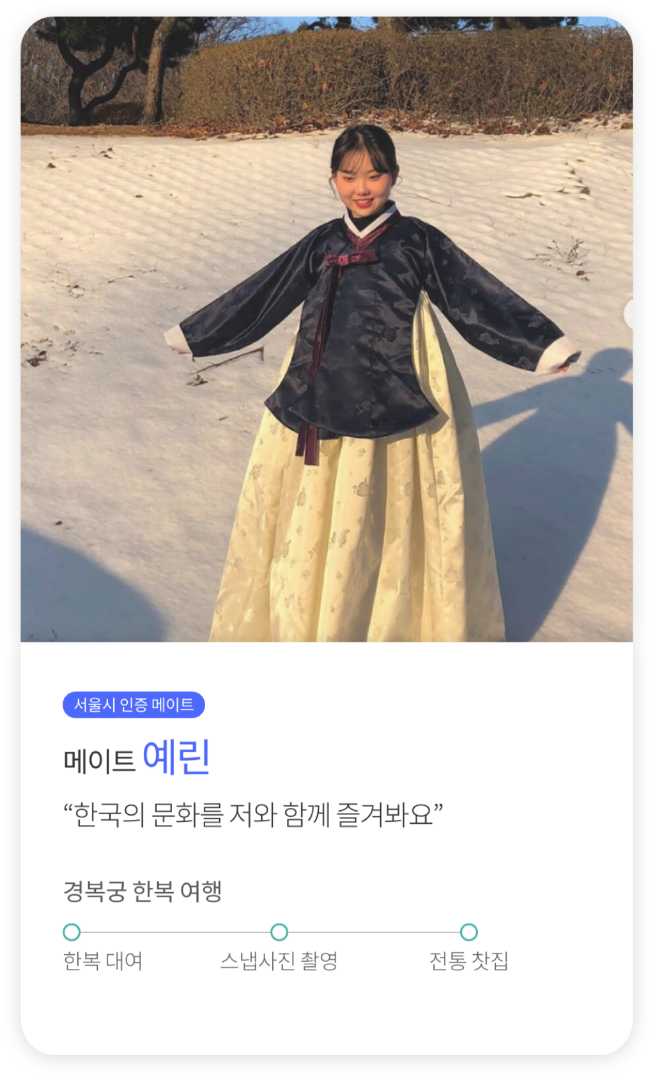 서울시 인증 메이트
메이트 예린
“한국의 문화를 저와 함께 즐겨봐요”
경복궁 한복 여행
한복 대여 스냅사진 촬영 전통 찻집